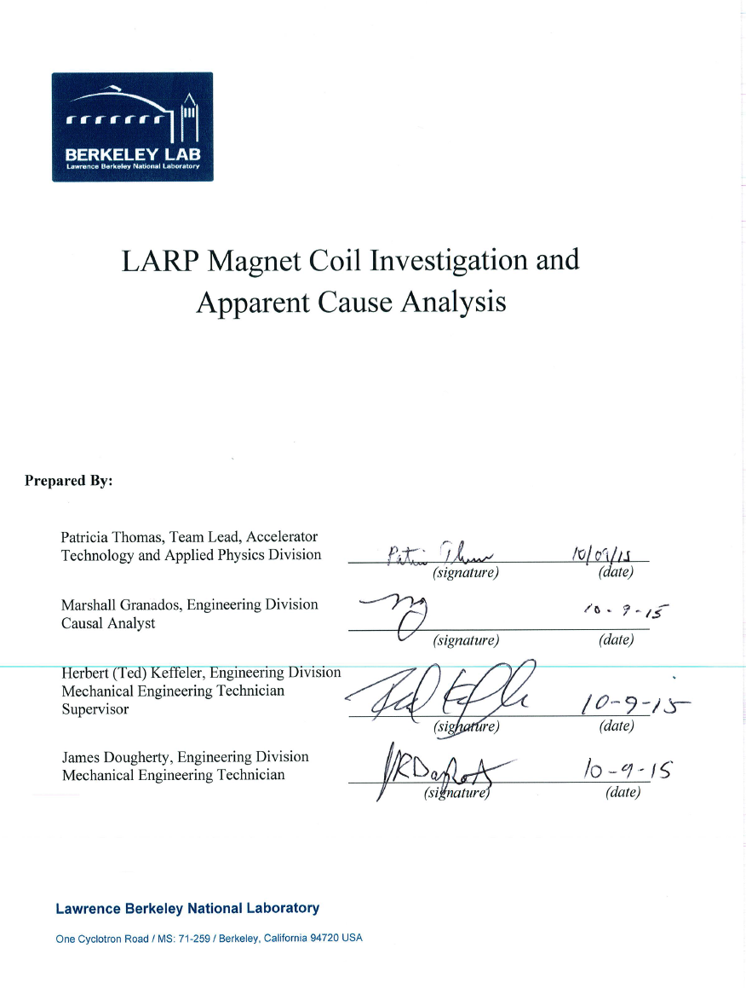 BERKELEY LAB
Lawrence Berkeley National Laboratory
LARP Magnet Coil Investigation and
Apparent Cause Analysis
Prepared By:
Patricia Thomas, Team Lead, Accelerator
Technology and Applied Physics Division
10/09/15
(signature) (date)
Marshall Granados, Engineering Division
Causal Analyst
10-9-15
(signature) (date)
Herbert (Ted) Keffeler, Engineering Division
Mechanical Engineering Technician
Supervisor
10-9-15
(signature) (date)
James Dougherty, Engineering Division
Mechanical Engineering Technician
10-9-15
(signature) (date)
Lawrence Berkeley National Laboratory
One Cyclotron Road / MS: 71-259 / Berkeley, California 94720 USA